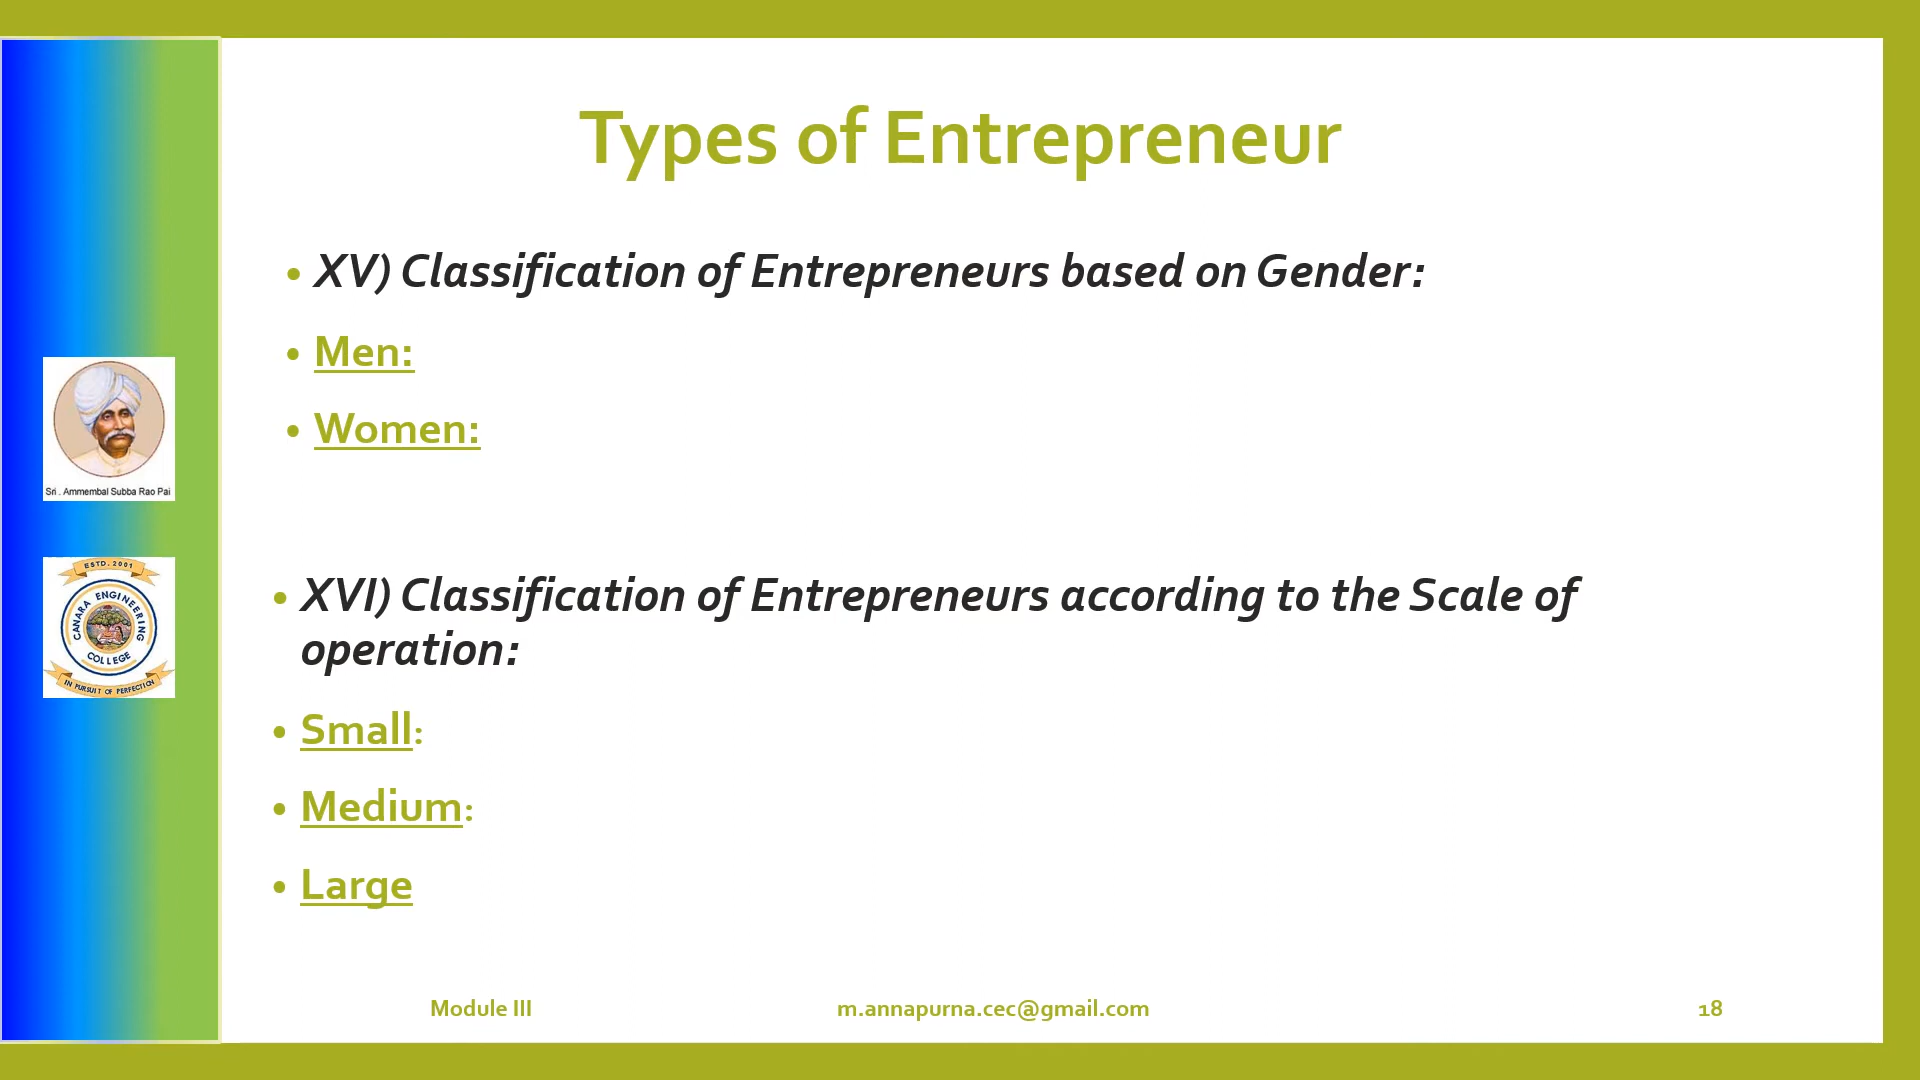 Types of Entrepreneur
• XV) Classification of Entrepreneurs based on Gender:
• Men:
• Women:
Sri . Ammembal Subba Rao Pai
ESTD. 2001
CANARA ENGINEERING
COLLEGE
IN PURSUIT OF PERFECTION
• XVI) Classification of Entrepreneurs according to the Scale of
operation:
• Small:
• Medium:
• Large
Module III
m.annapurna.cec@gmail.com
18